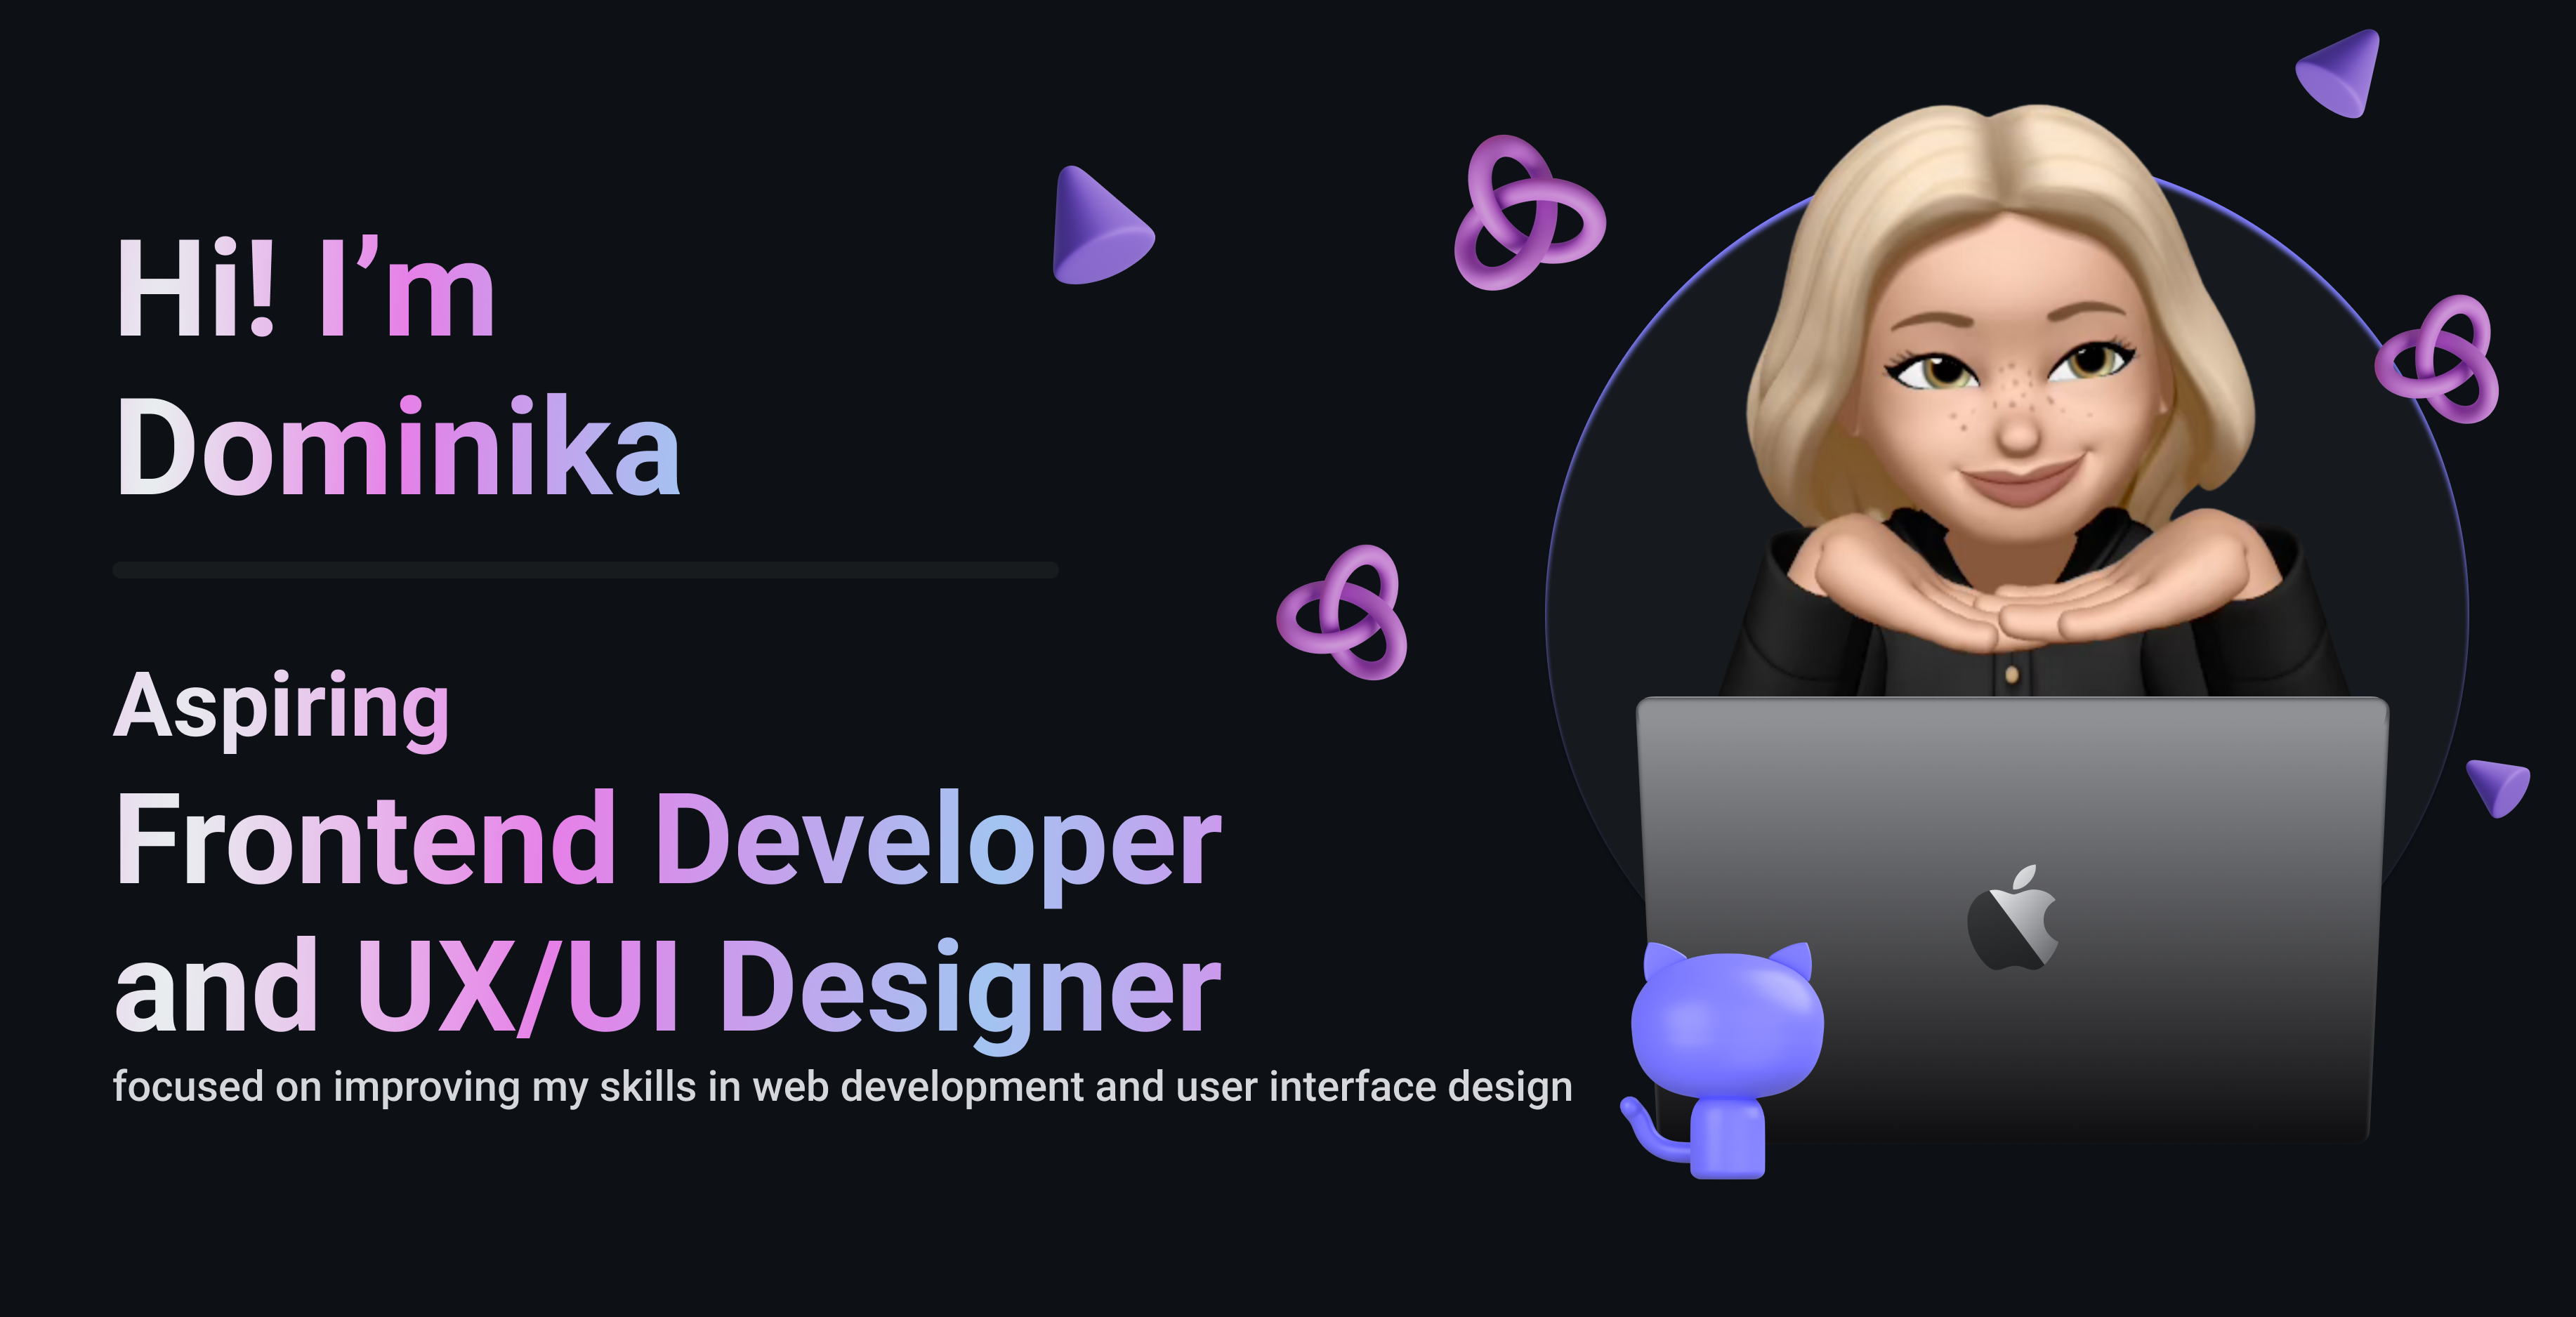 Hi! I’m
Dominika
Aspiring
Frontend Developer
and UX/UI Designer
focused on improving my skills in web development and user interface design